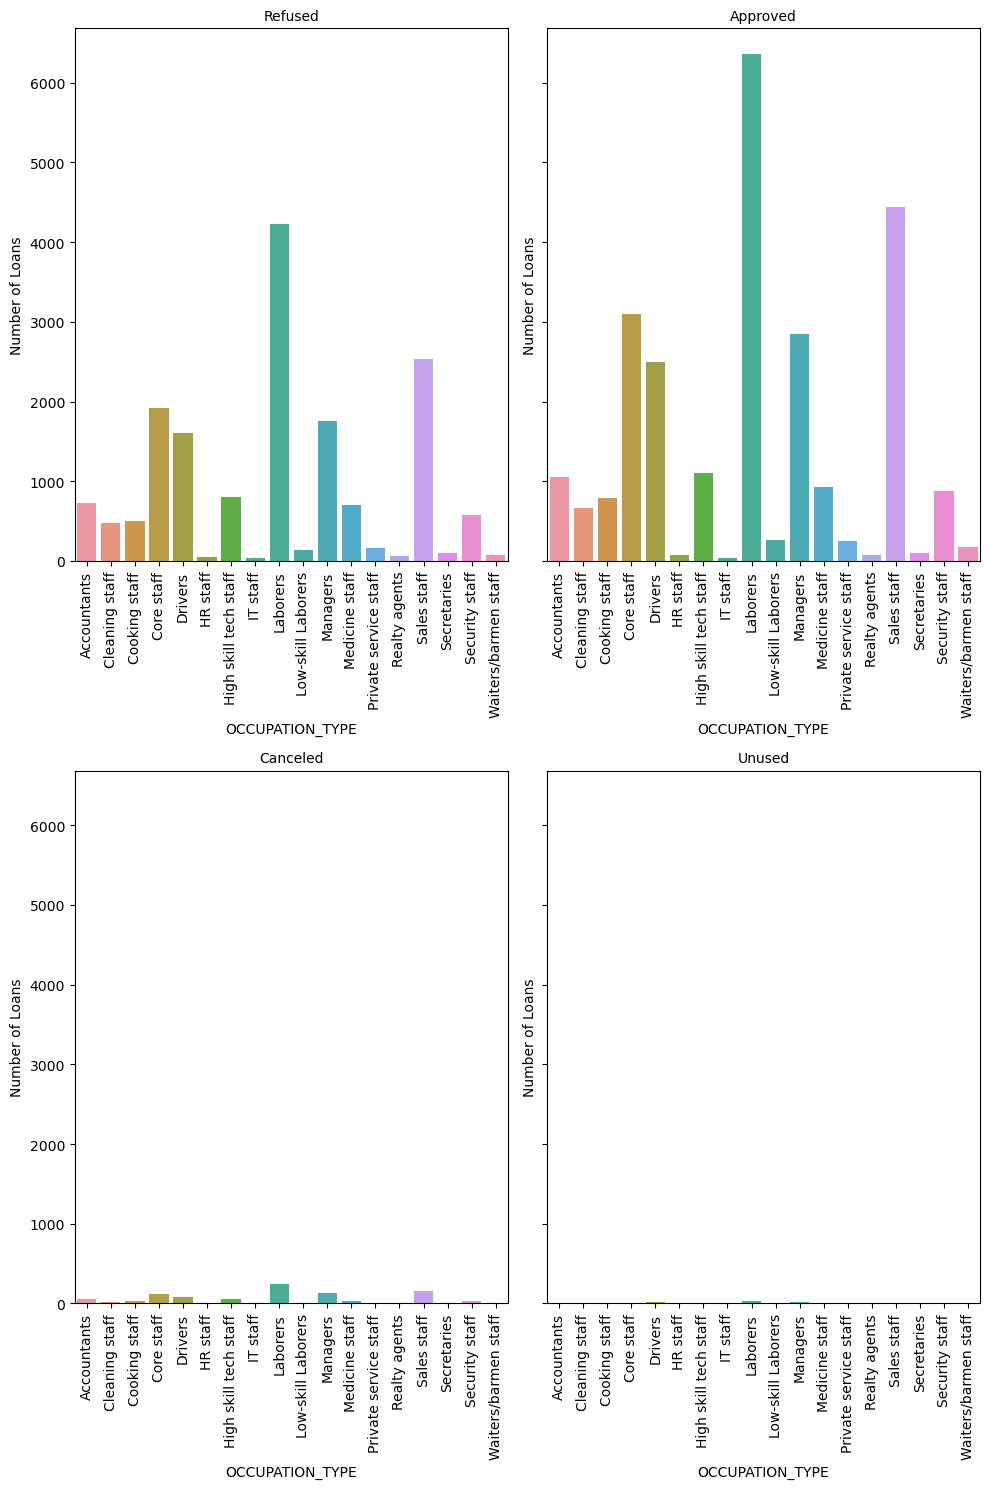 Refused
Approved
Number of Loans
6000
5000
4000
3000
2000
1000
0
Accountants
Cleaning staff
Cooking staff
Core staff
Drivers
HR staff
High skill tech staff
IT staff
Laborers
Low-skill Laborers
Managers
Medicine staff
Private service staff
Realty agents
Sales staff
Secretaries
Security staff
Waiters/barmen staff
OCCUPATION_TYPE
Number of Loans
Accountants
Cleaning staff
Cooking staff
Core staff
Drivers
HR staff
High skill tech staff
IT staff
Laborers
Low-skill Laborers
Managers
Medicine staff
Private service staff
Realty agents
Sales staff
Secretaries
Security staff
Waiters/barmen staff
OCCUPATION_TYPE
Canceled
Unused
Number of Loans
6000
5000
4000
3000
2000
1000
0
Accountants
Cleaning staff
Cooking staff
Core staff
Drivers
HR staff
High skill tech staff
IT staff
Laborers
Low-skill Laborers
Managers
Medicine staff
Private service staff
Realty agents
Sales staff
Secretaries
Security staff
Waiters/barmen staff
OCCUPATION_TYPE
Number of Loans
Accountants
Cleaning staff
Cooking staff
Core staff
Drivers
HR staff
High skill tech staff
IT staff
Laborers
Low-skill Laborers
Managers
Medicine staff
Private service staff
Realty agents
Sales staff
Secretaries
Security staff
Waiters/barmen staff
OCCUPATION_TYPE